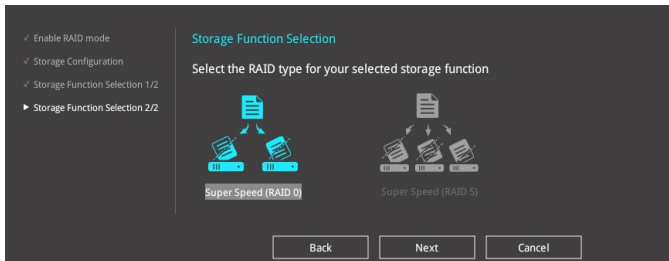 ✓ Enable RAID mode
✓ Storage Configuration
✓ Storage Function Selection 1/2
► Storage Function Selection 2/2
Storage Function Selection
Select the RAID type for your selected storage function
Super Speed (RAID 0)
Super Speed (RAID 5)
Back
Next
Cancel